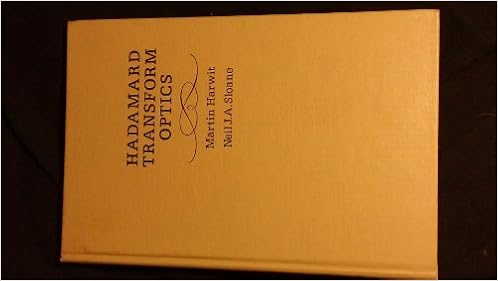 HADAMARD
TRANSFORM
OPTICS
Martin Harwit
Neil J.A. Sloane